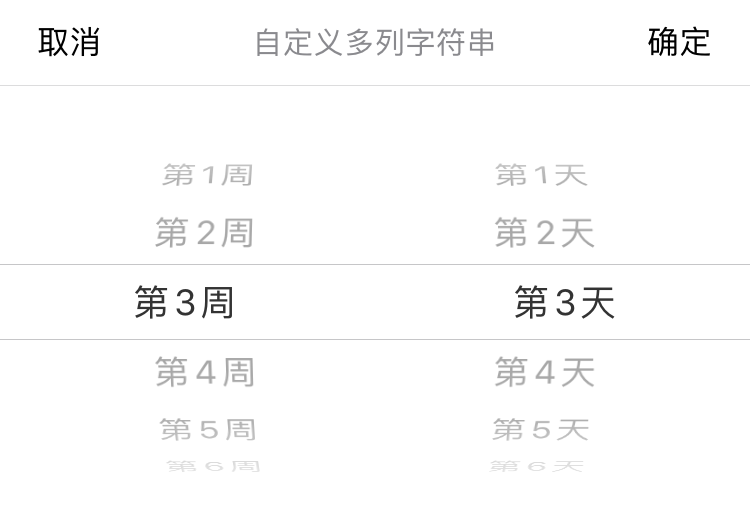 取消 自定义多列字符串 确定
第1周 第1天
第2周 第2天
第3周 第3天
第4周 第4天
第5周 第5天
第6周 第6天